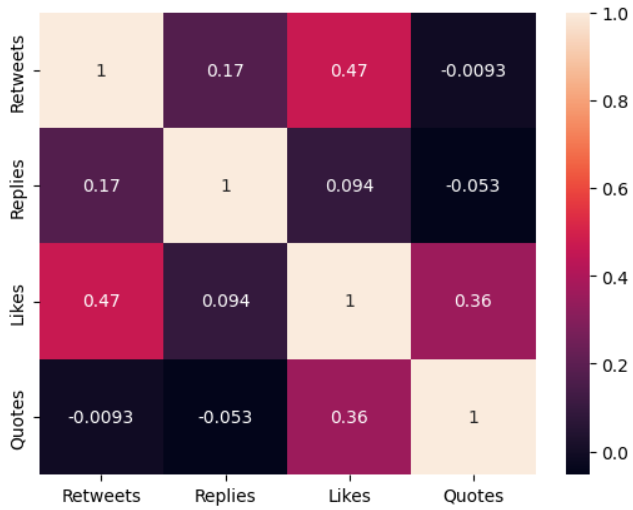 Retweets
Replies
Likes
Quotes
1 0.17 0.47 -0.0093
0.17 1 0.094 -0.053
0.47 0.094 1 0.36
-0.0093 -0.053 0.36 1
Retweets Replies Likes Quotes
1.0
0.8
0.6
0.4
0.2
0.0